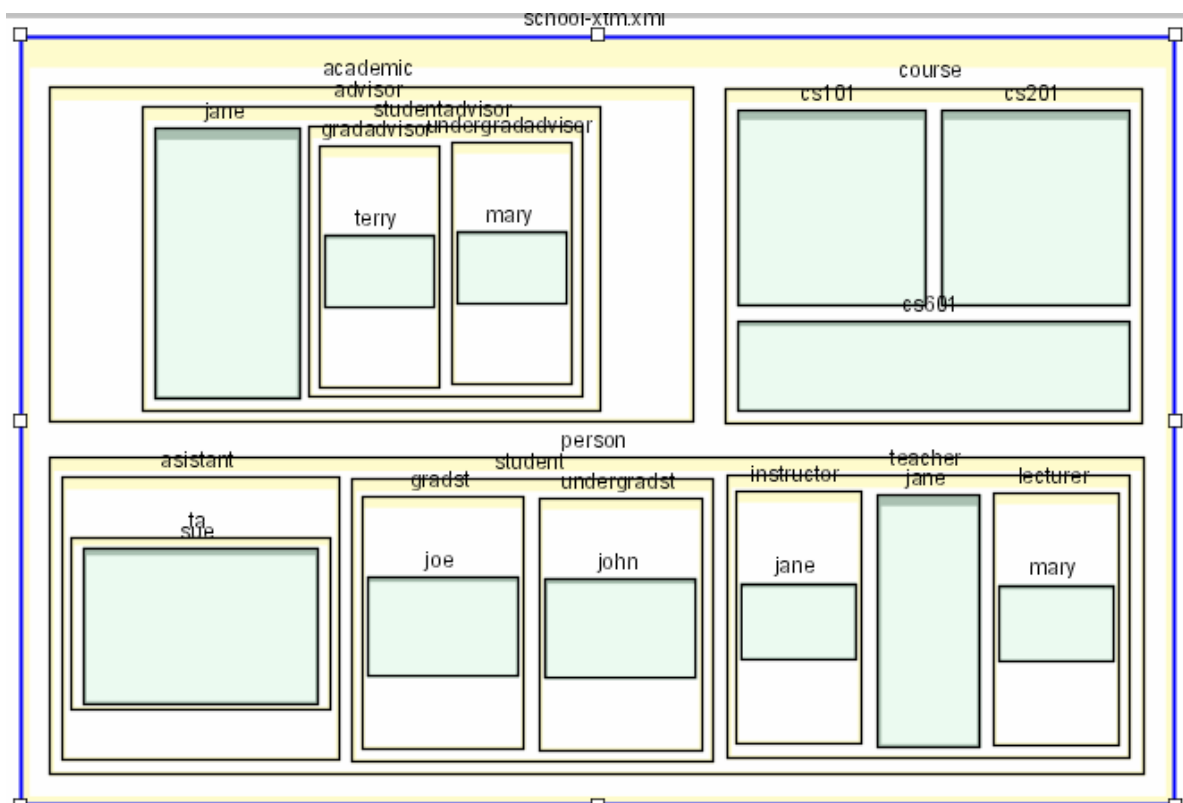 school-xtm.xml
academic
course
advisor
cs101
cs201
jane
studentadvisor
gradadvisor
undergradadvisor
terry
mary
cs601
person
asistant
student
teacher
gradst
undergradst
instructor
jane
lecturer
ta
sue
joe
john
jane
mary